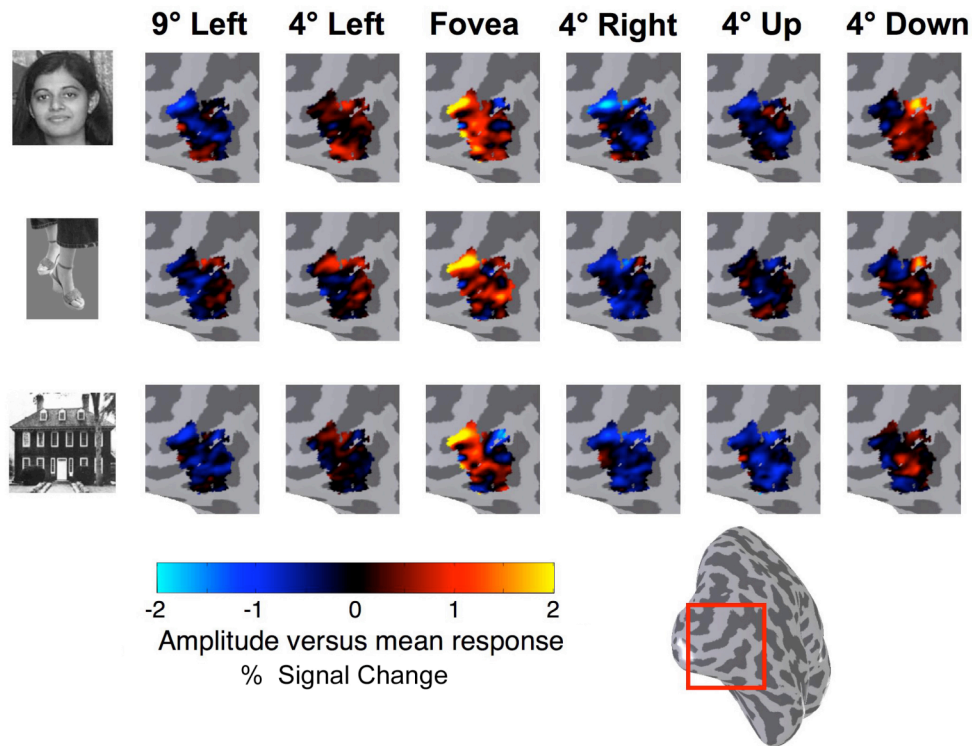 9° Left 4° Left Fovea 4° Right 4° Up 4° Down
-2 -1 0 1 2
Amplitude versus mean response
% Signal Change